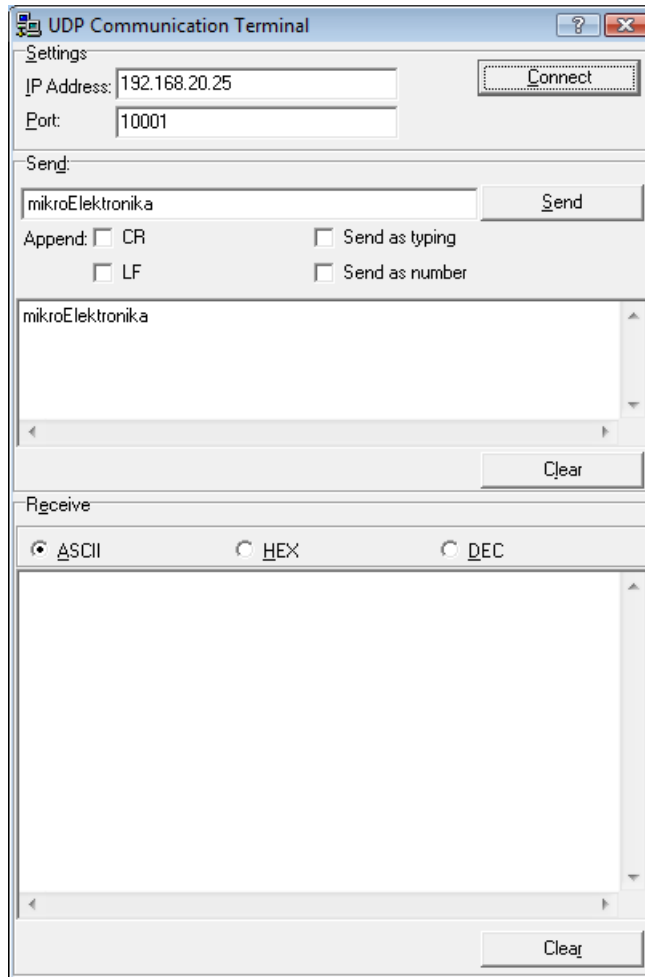 UDP Communication Terminal
Settings
IP Address: 192.168.20.25
Connect
Port: 10001
Send:
mikroElektronika Send
Append: CR Send as typing
LF Send as number
mikroElektronika
Clear
Receive
ASCII HEX DEC
Clear